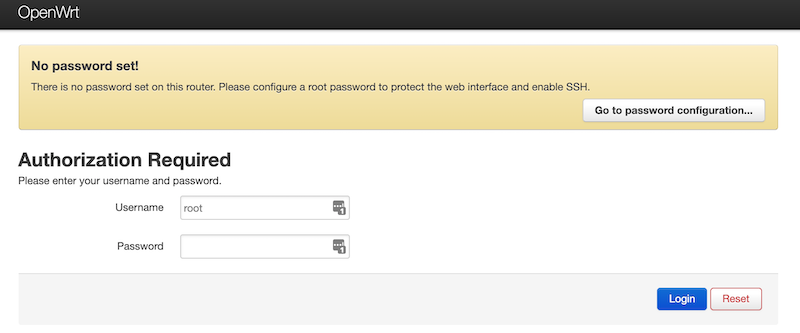 OpenWrt
No password set!
There is no password set on this router. Please configure a root password to protect the web interface and enable SSH.
Go to password configuration...
Authorization Required
Please enter your username and password.
Username
root
1
Password
1
Login
Reset